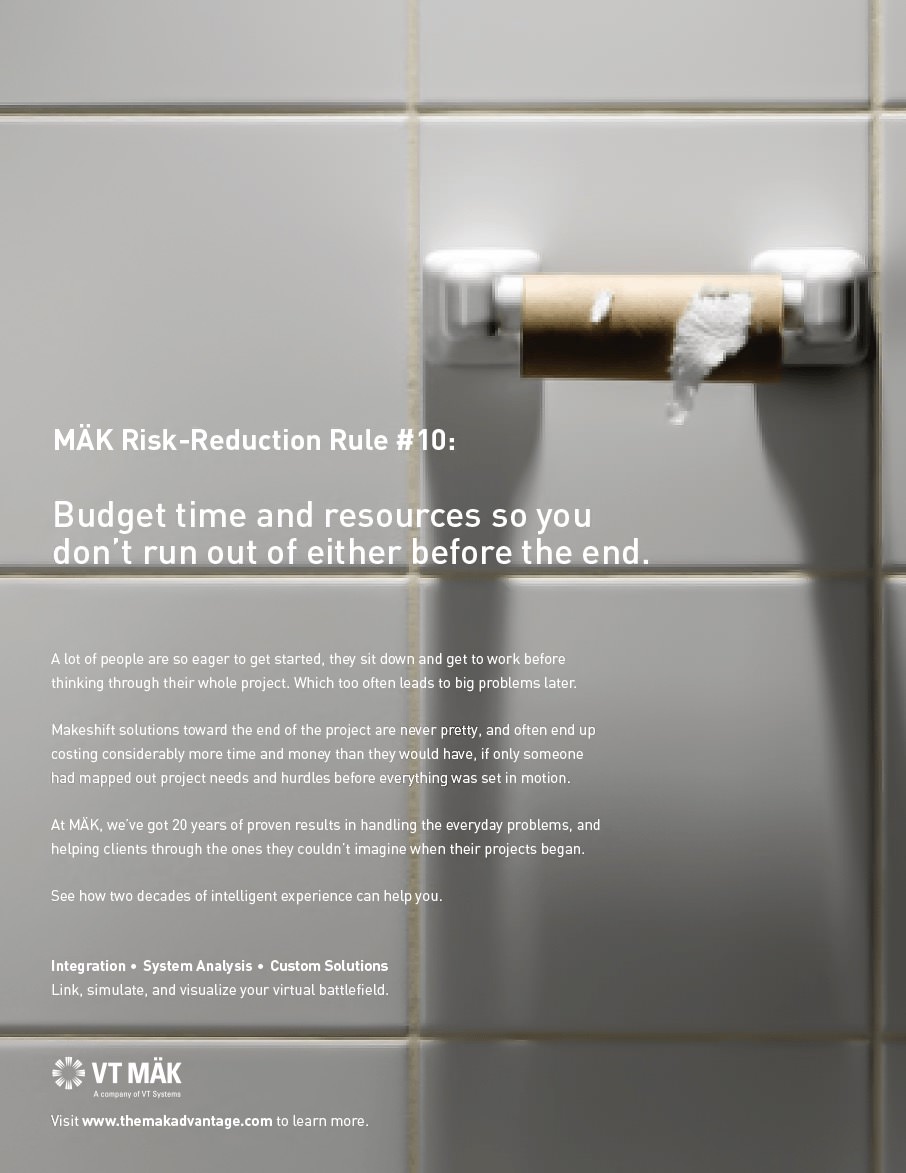 MÄK Risk-Reduction Rule #10:
Budget time and resources so you
don’t run out of either before the end.
A lot of people are so eager to get started, they sit down and get to work before
thinking through their whole project. Which too often leads to big problems later.
Makeshift solutions toward the end of the project are never pretty, and often end up
costing considerably more time and money than they would have, if only someone
had mapped out project needs and hurdles before everything was set in motion.
At MÄK, we’ve got 20 years of proven results in handling the everyday problems, and
helping clients through the ones they couldn’t imagine when their projects began.
See how two decades of intelligent experience can help you.
Integration • System Analysis • Custom Solutions
Link, simulate, and visualize your virtual battlefield.
VT MÄK
A company of VT Systems
Visit www.themakadvantage.com to learn more.